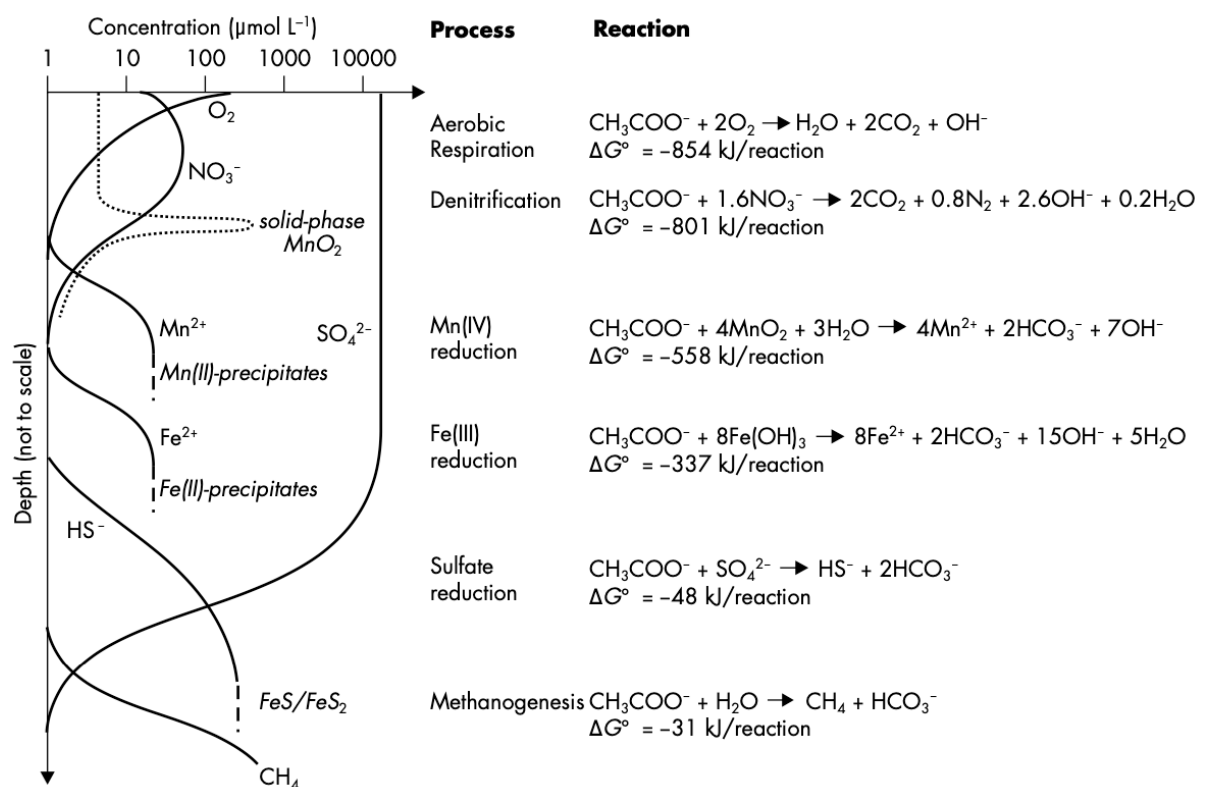 Concentration (μmol L⁻¹)
1 10 100 1000 10000
Depth (not to scale)
O₂
NO₃⁻
solid-phase
MnO₂
Mn²⁺
SO₄²⁻
Mn(II)-precipitates
Fe²⁺
Fe(II)-precipitates
HS⁻
FeS/FeS₂
CH₄
Process Reaction
Aerobic
Respiration
CH₃COO⁻ + 2O₂ → H₂O + 2CO₂ + OH⁻
ΔG° = –854 kJ/reaction
Denitrification
CH₃COO⁻ + 1.6NO₃⁻ → 2CO₂ + 0.8N₂ + 2.6OH⁻ + 0.2H₂O
ΔG° = –801 kJ/reaction
Mn(IV)
reduction
CH₃COO⁻ + 4MnO₂ + 3H₂O → 4Mn²⁺ + 2HCO₃⁻ + 7OH⁻
ΔG° = –558 kJ/reaction
Fe(III)
reduction
CH₃COO⁻ + 8Fe(OH)₃ → 8Fe²⁺ + 2HCO₃⁻ + 15OH⁻ + 5H₂O
ΔG° = –337 kJ/reaction
Sulfate
reduction
CH₃COO⁻ + SO₄²⁻ → HS⁻ + 2HCO₃⁻
ΔG° = –48 kJ/reaction
Methanogenesis
CH₃COO⁻ + H₂O → CH₄ + HCO₃⁻
ΔG° = –31 kJ/reaction